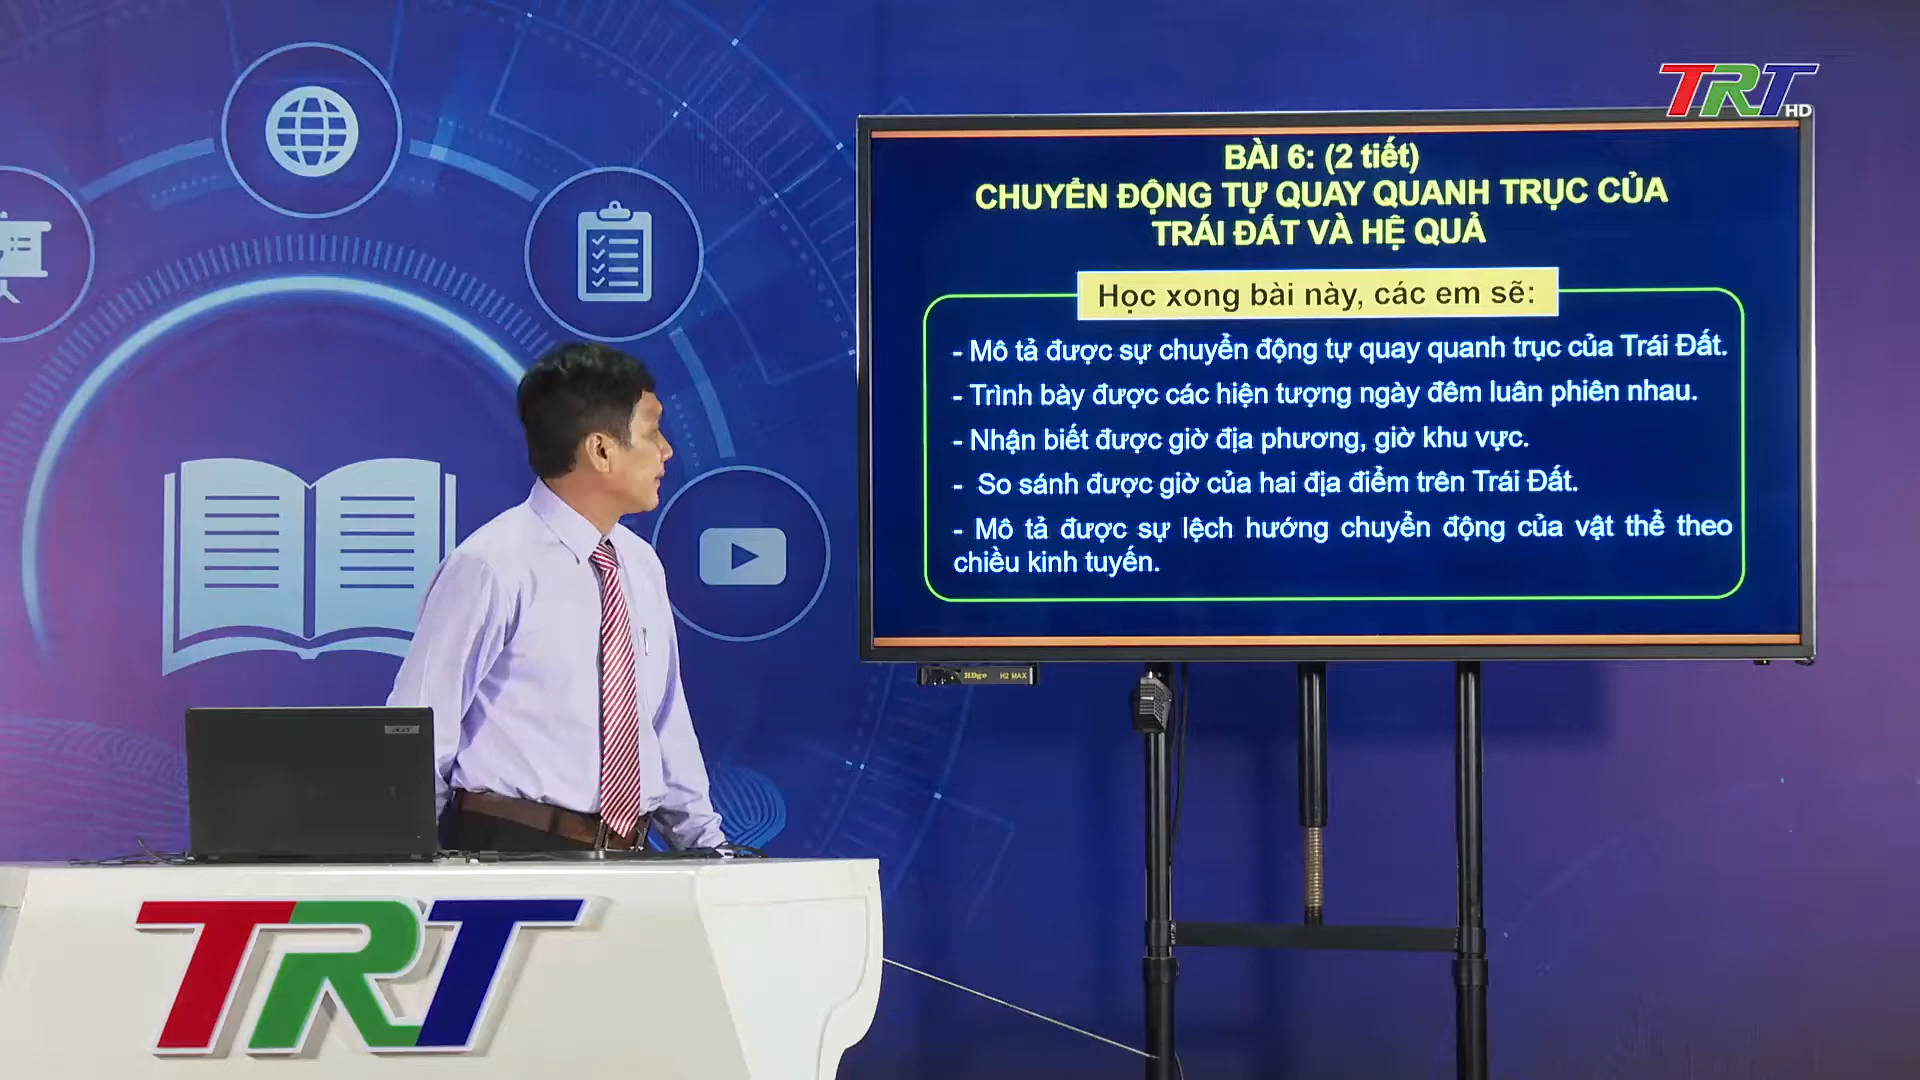 TRT HD
BÀI 6: (2 tiết)
CHUYỂN ĐỘNG TỰ QUAY QUANH TRỤC CỦA
TRÁI ĐẤT VÀ HỆ QUẢ
Học xong bài này, các em sẽ:
- Mô tả được sự chuyển động tự quay quanh trục của Trái Đất.
- Trình bày được các hiện tượng ngày đêm luân phiên nhau.
- Nhận biết được giờ địa phương, giờ khu vực.
- So sánh được giờ của hai địa điểm trên Trái Đất.
- Mô tả được sự lệch hướng chuyển động của vật thể theo
chiều kinh tuyến.
HDgo H2 MAX
TRT